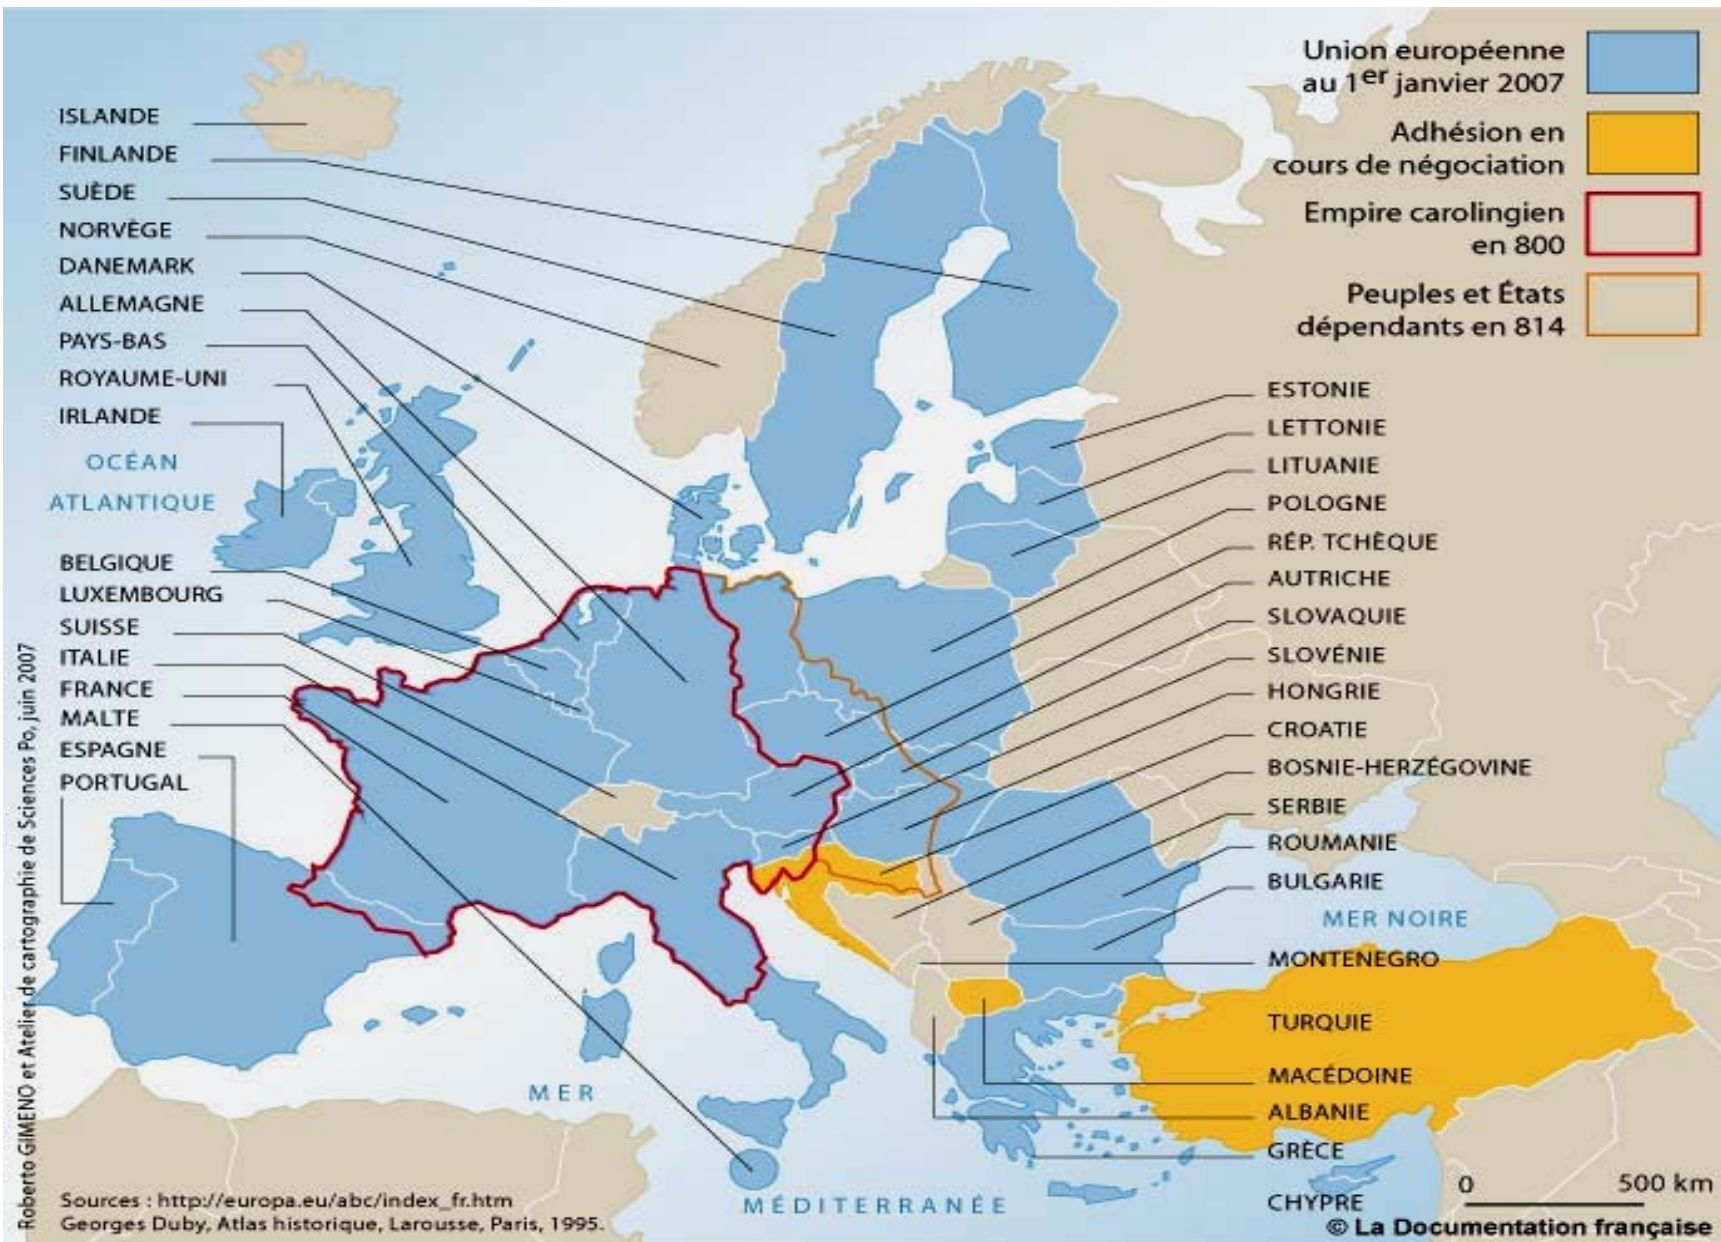 Union européenne
au 1er janvier 2007
Adhésion en
cours de négociation
Empire carolingien
en 800
Peuples et États
dépendants en 814
ISLANDE
FINLANDE
SUÈDE
NORVÈGE
DANEMARK
ALLEMAGNE
PAYS-BAS
ROYAUME-UNI
IRLANDE
OCÉAN
ATLANTIQUE
BELGIQUE
LUXEMBOURG
SUISSE
ITALIE
FRANCE
MALTE
ESPAGNE
PORTUGAL
ESTONIE
LETTONIE
LITUANIE
POLOGNE
RÉP. TCHÈQUE
AUTRICHE
SLOVAQUIE
SLOVÉNIE
HONGRIE
CROATIE
BOSNIE-HERZÉGOVINE
SERBIE
ROUMANIE
BULGARIE
MER NOIRE
MONTENEGRO
TURQUIE
MACÉDOINE
ALBANIE
GRÈCE
CHYPRE
MER
MÉDITERRANÉE
0 500 km
© La Documentation française
Sources : http://europa.eu/abc/index_fr.htm
Georges Duby, Atlas historique, Larousse, Paris, 1995.
Roberto GIMENO et Atelier de cartographie de Sciences Po, juin 2007